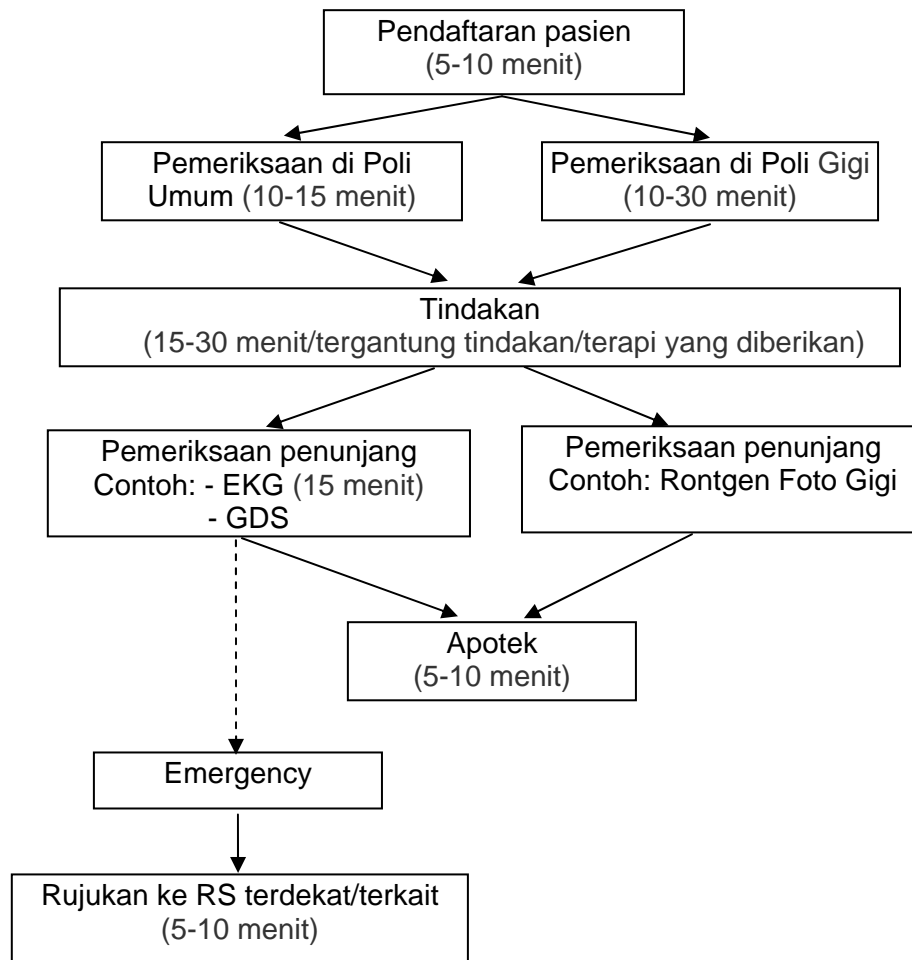 Pendaftaran pasien
(5-10 menit)
Pemeriksaan di Poli
Umum (10-15 menit)
Pemeriksaan di Poli Gigi
(10-30 menit)
Tindakan
(15-30 menit/tergantung tindakan/terapi yang diberikan)
Pemeriksaan penunjang
Contoh: - EKG (15 menit)
- GDS
Pemeriksaan penunjang
Contoh: Rontgen Foto Gigi
Apotek
(5-10 menit)
Emergency
Rujukan ke RS terdekat/terkait
(5-10 menit)